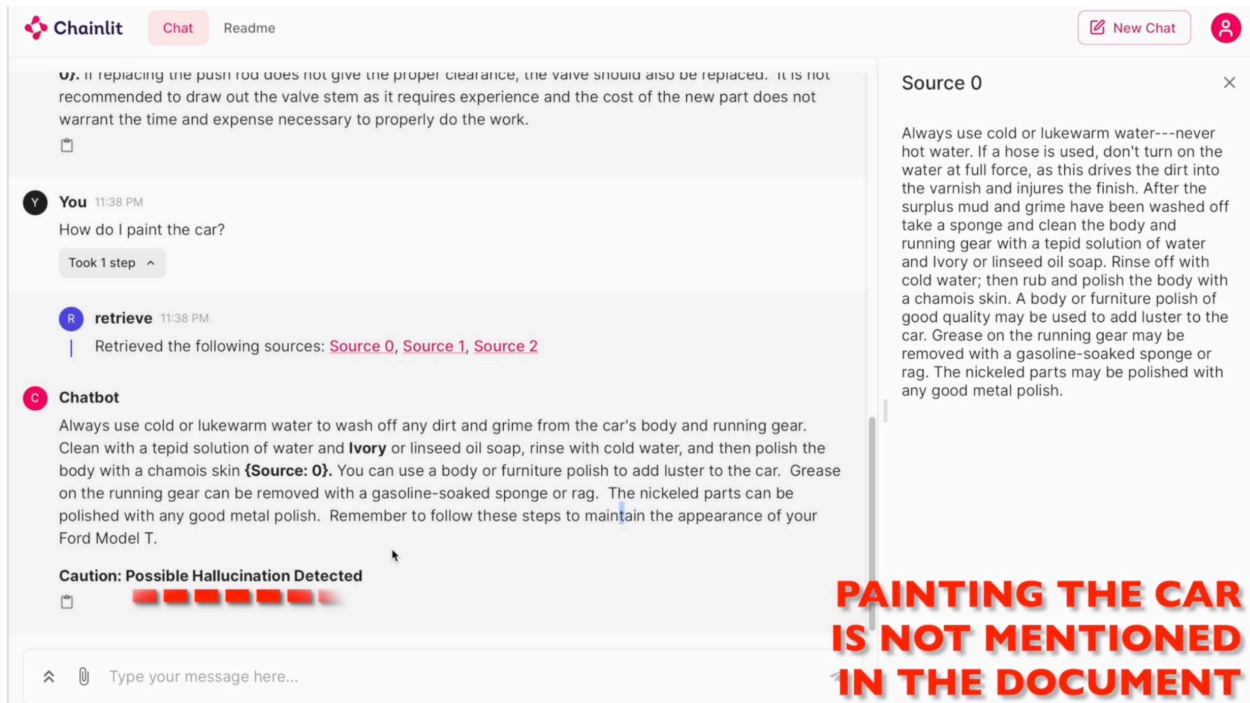 Chainlit
Chat
Readme
New Chat
0}. If replacing the push rod does not give the proper clearance, the valve should also be replaced.  It is not
recommended to draw out the valve stem as it requires experience and the cost of the new part does not
warrant the time and expense necessary to properly do the work.
Y
You 11:38 PM
How do I paint the car?
Took 1 step
R
retrieve 11:38 PM
Retrieved the following sources: Source 0, Source 1, Source 2
C
Chatbot
Always use cold or lukewarm water to wash off any dirt and grime from the car's body and running gear.
Clean with a tepid solution of water and Ivory or linseed oil soap, rinse with cold water, and then polish the
body with a chamois skin {Source: 0}. You can use a body or furniture polish to add luster to the car.  Grease
on the running gear can be removed with a gasoline-soaked sponge or rag.  The nickeled parts can be
polished with any good metal polish.  Remember to follow these steps to maintain the appearance of your
Ford Model T.
Caution: Possible Hallucination Detected
Type your message here...
Source 0
Always use cold or lukewarm water---never
hot water. If a hose is used, don't turn on the
water at full force, as this drives the dirt into
the varnish and injures the finish. After the
surplus mud and grime have been washed off
take a sponge and clean the body and
running gear with a tepid solution of water
and Ivory or linseed oil soap. Rinse off with
cold water; then rub and polish the body with
a chamois skin. A body or furniture polish of
good quality may be used to add luster to the
car. Grease on the running gear may be
removed with a gasoline-soaked sponge or
rag. The nickeled parts may be polished with
any good metal polish.
PAINTING THE CAR
IS NOT MENTIONED
IN THE DOCUMENT